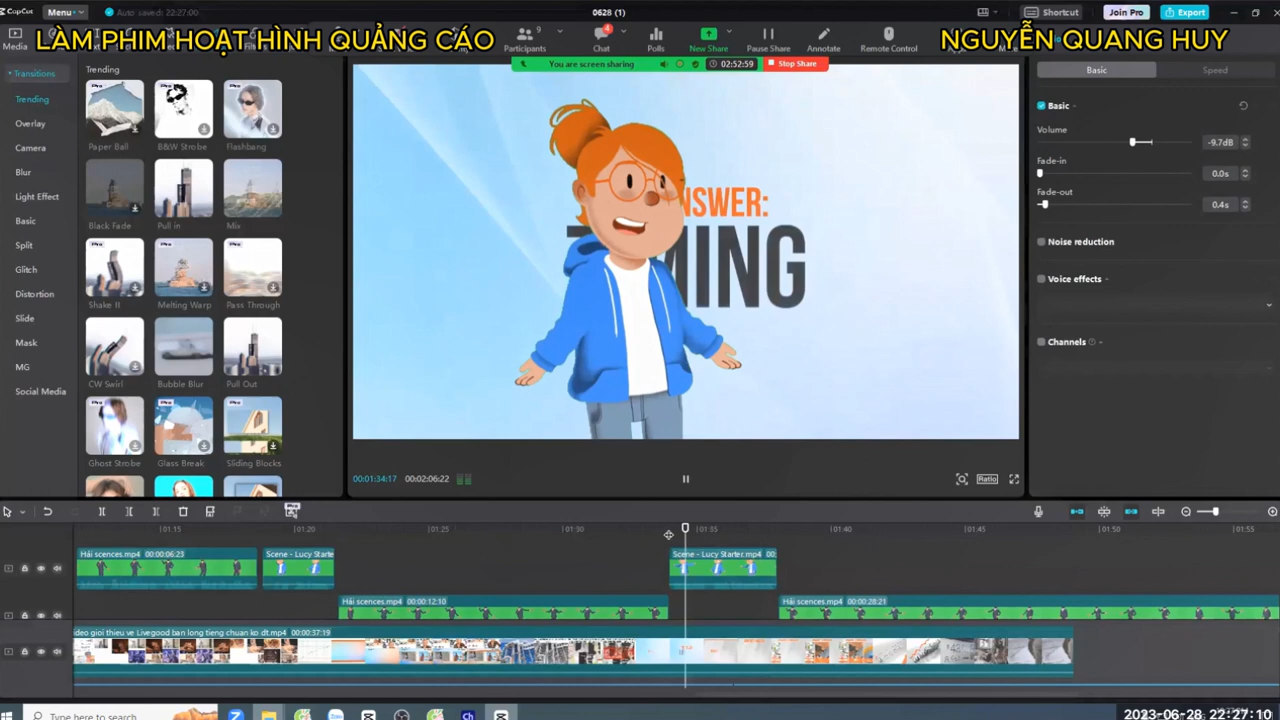 CapCut Menu Auto saved: 22:27:00 0628 (1) Shortcut Join Pro Export
LÀM PHIM HOẠT HÌNH QUẢNG CÁO
NGUYỄN QUANG HUY
Media
Participants 9
Chat
Polls
New Share
Pause Share
Annotate
Remote Control
You are screen sharing 02:52:59 Stop Share
Transitions
Trending
Overlay
Camera
Blur
Light Effect
Basic
Split
Glitch
Distortion
Slide
Mask
MG
Social Media
Trending
Paper Ball B&W Strobe Flashbang
Black Fade Pull in Mix
Shake II Melting Warp Pass Through
CW Swirl Bubble Blur Pull Out
Ghost Strobe Glass Break Sliding Blocks
NSWER:
MING
00:01:34:17 00:02:06:22
Ratio
Basic Speed
Basic
Volume
-9.7dB
Fade-in
0.0s
Fade-out
0.4s
Noise reduction
Voice effects
Channels
01:15 01:20 01:25 01:30 01:35 01:40 01:45 01:50 01:55
Hải scences.mp4 00:00:06:23
Scene - Lucy Starte
Scene - Lucy Starter.mp4 00:
Hải scences.mp4 00:00:12:10
Hải scences.mp4 00:00:28:21
ideo gioi thieu ve Livegood ban long tieng chuan ko dt.mp4 00:00:37:19
Type here to search
2023-06-28 22:27:10